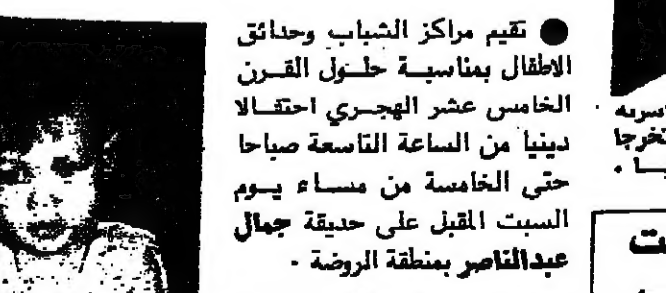 ● تقيم مراكز الشباب وحدائق
الاطفال بمناسبة حلول القرن
الخامس عشر الهجري احتفالا
دينيا من الساعة التاسعة صباحا
حتى الخامسة من مساء يوم
السبت المقبل على حديقة جمال
عبدالناصر بمنطقة الروضة .